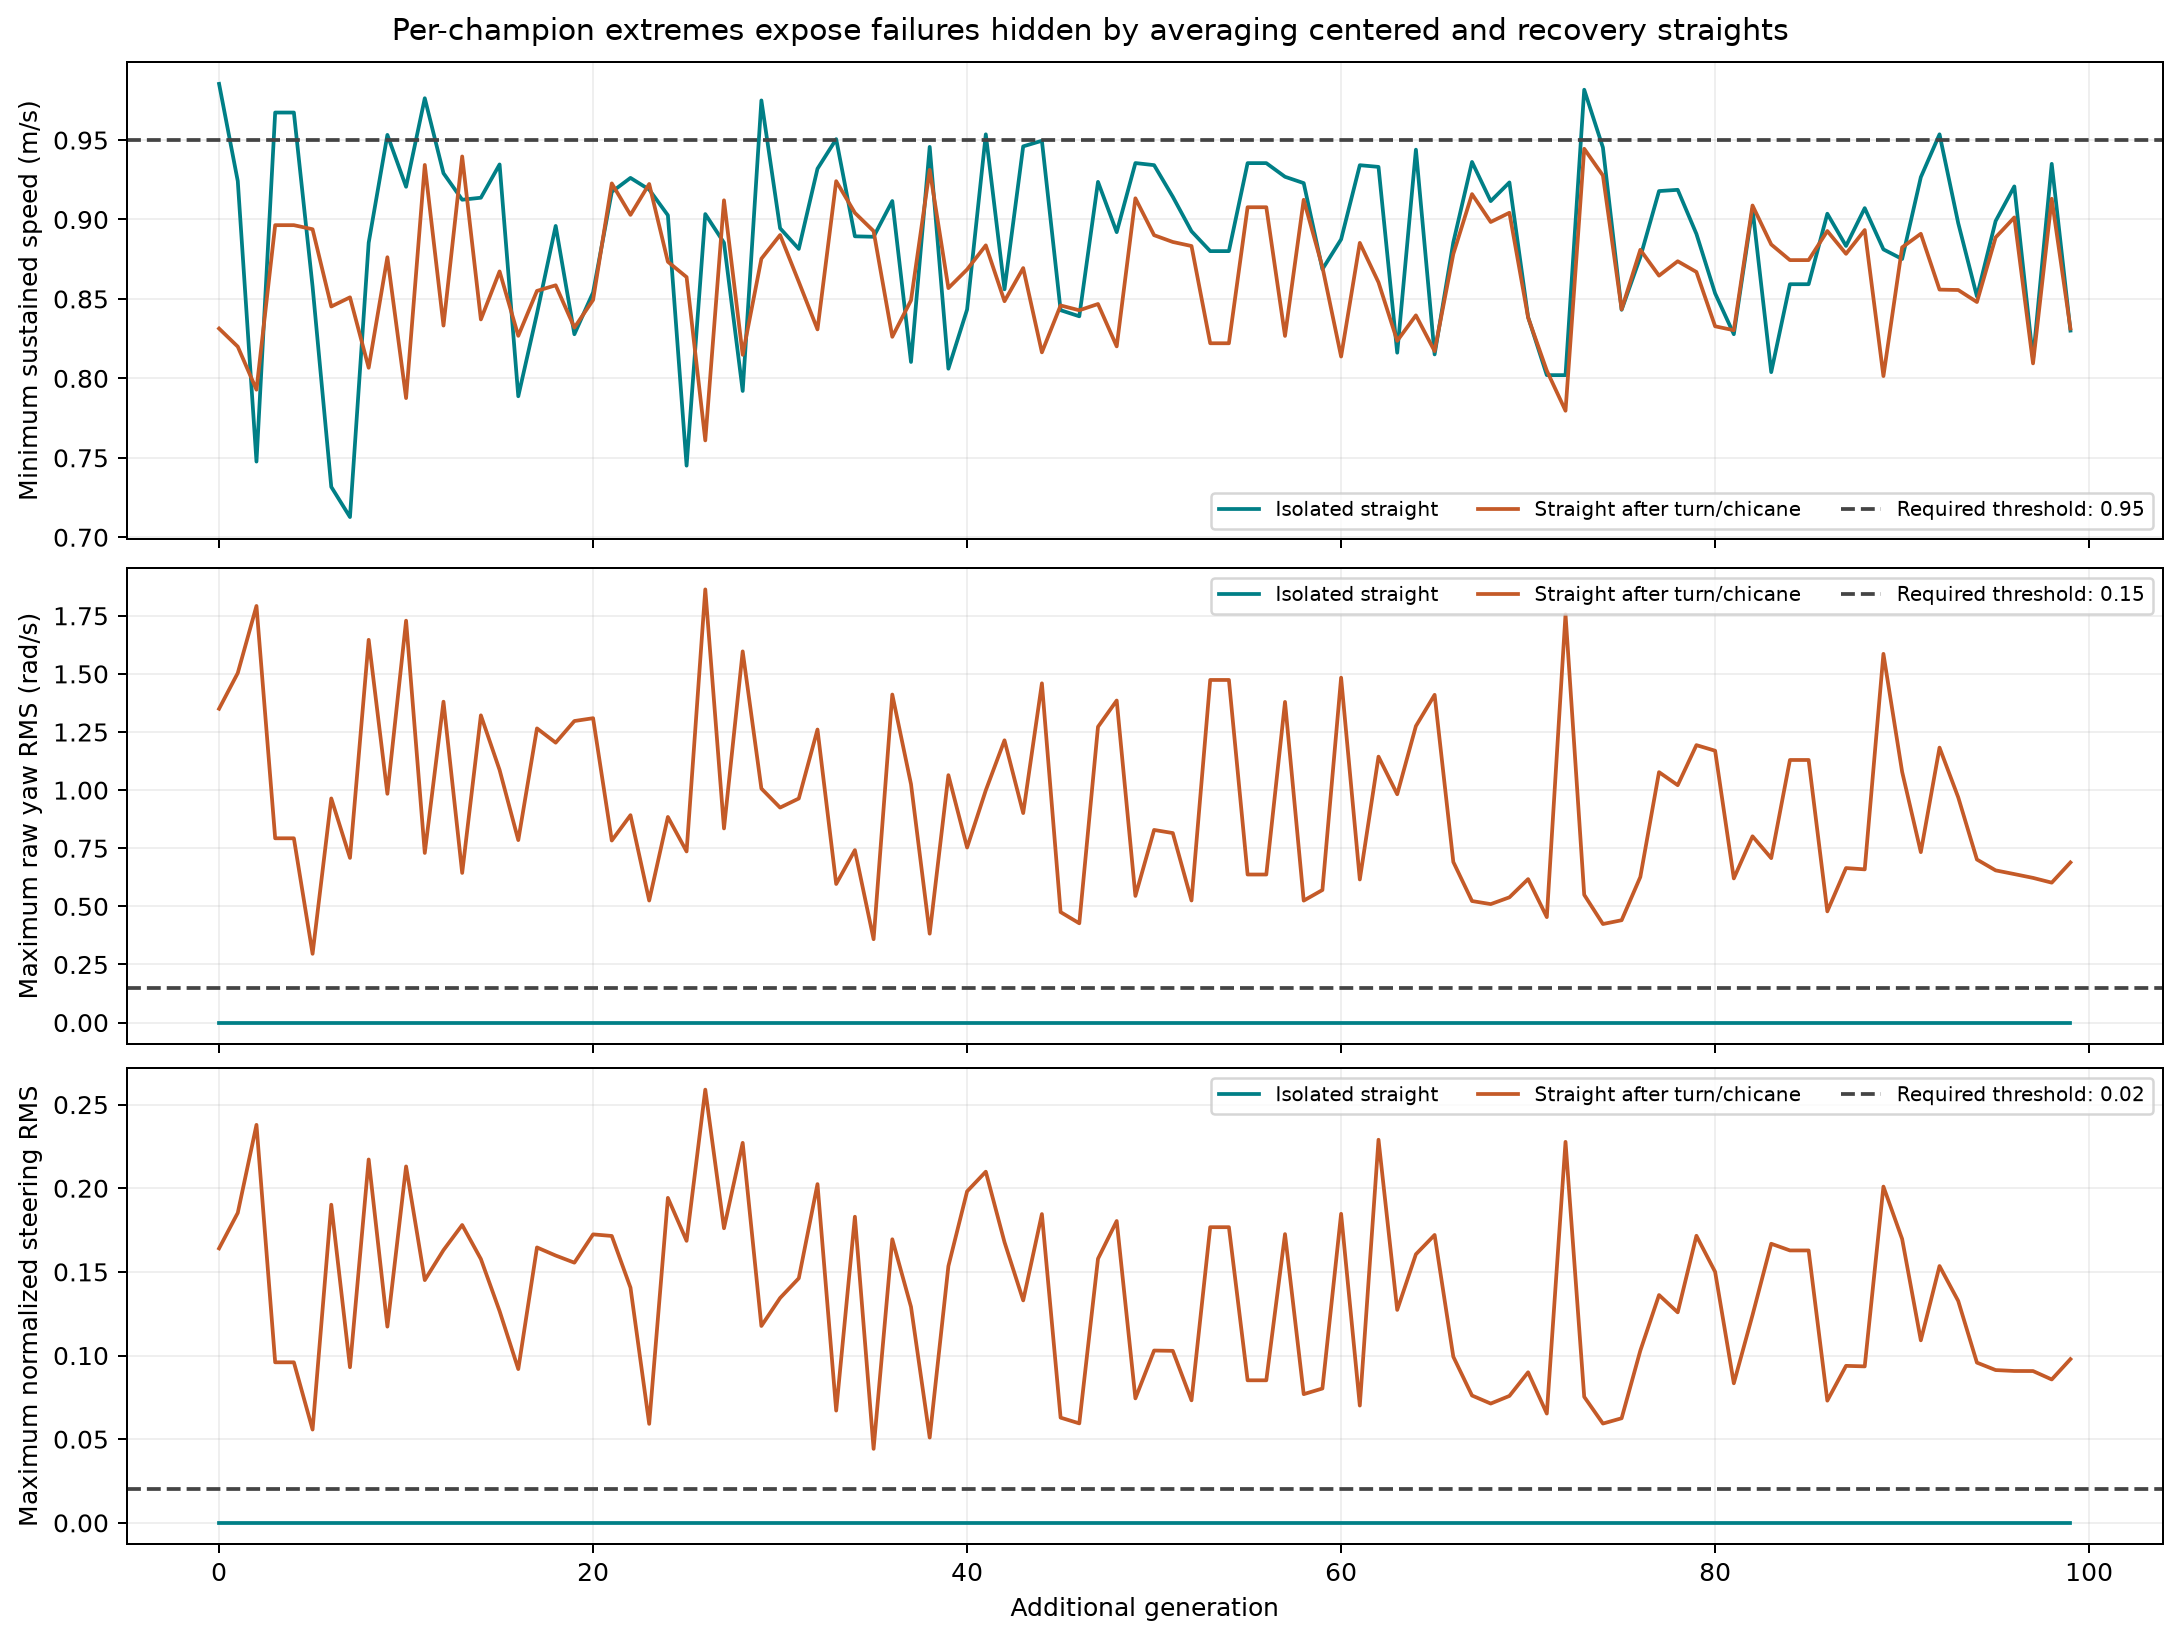 Per-champion extremes expose failures hidden by averaging centered and recovery straights
Minimum sustained speed (m/s)
0.95
0.90
0.85
0.80
0.75
0.70
Isolated straight
Straight after turn/chicane
Required threshold: 0.95
Maximum raw yaw RMS (rad/s)
1.75
1.50
1.25
1.00
0.75
0.50
0.25
0.00
Isolated straight
Straight after turn/chicane
Required threshold: 0.15
Maximum normalized steering RMS
0.25
0.20
0.15
0.10
0.05
0.00
Isolated straight
Straight after turn/chicane
Required threshold: 0.02
0
20
40
60
80
100
Additional generation